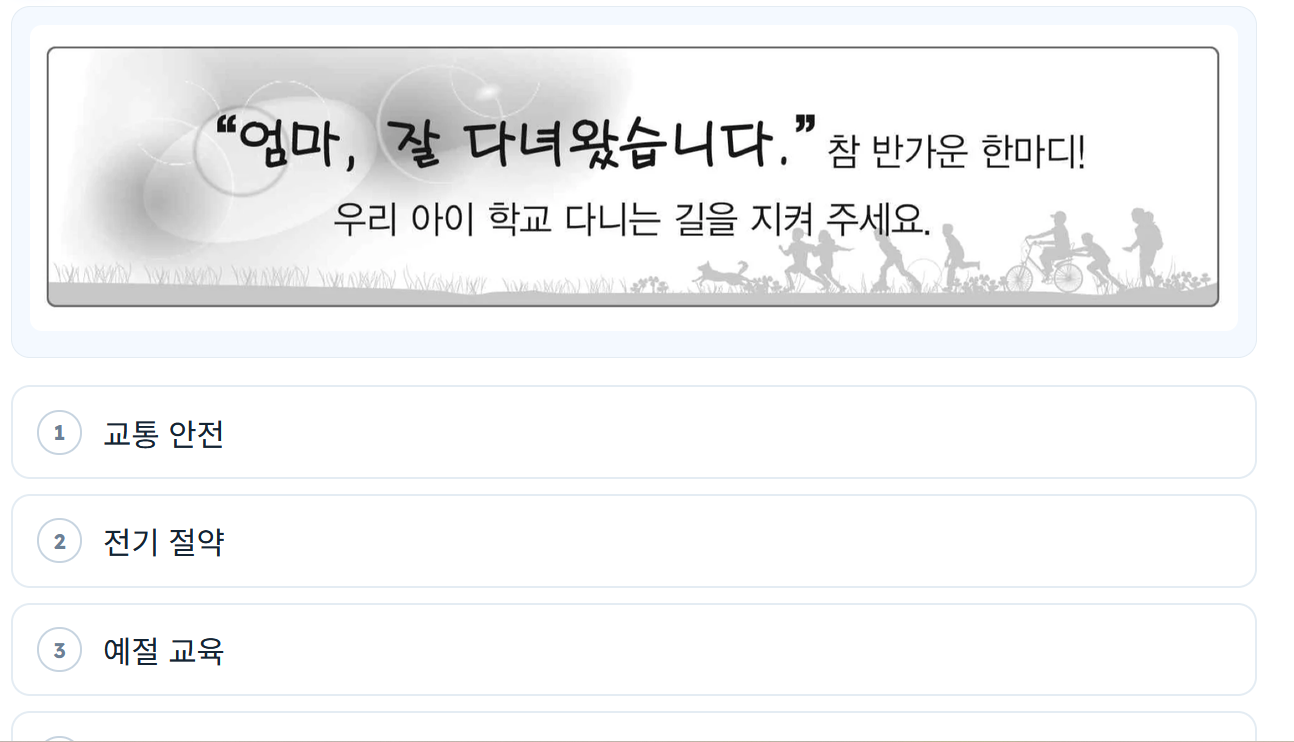 “엄마, 잘 다녀왔습니다.” 참 반가운 한마디!
우리 아이 학교 다니는 길을 지켜 주세요.
1 교통 안전
2 전기 절약
3 예절 교육